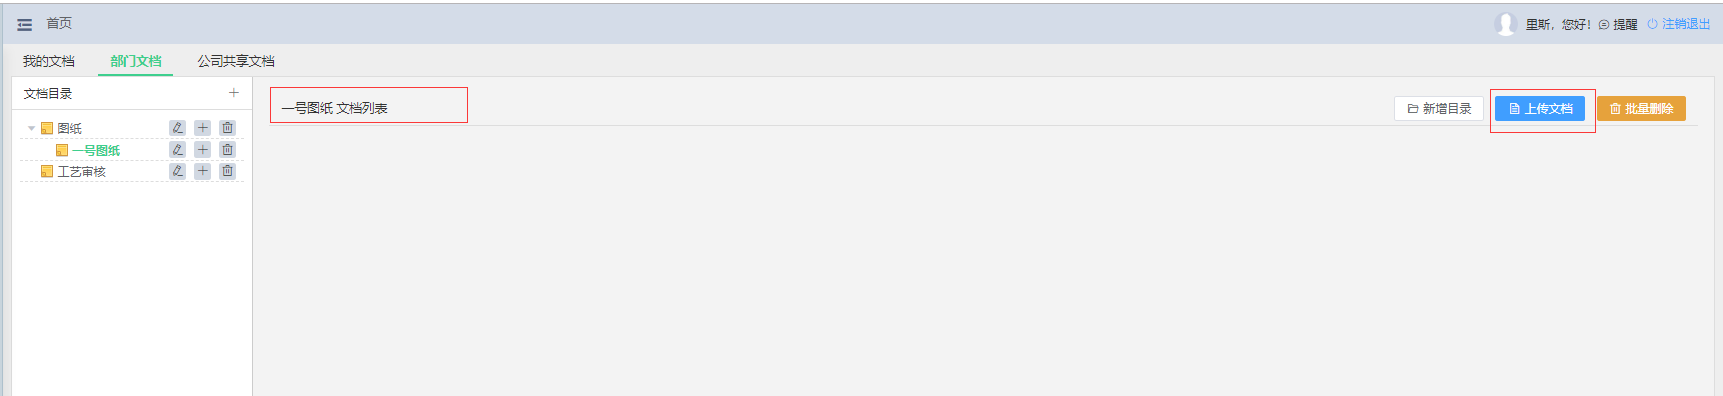 首页
里斯，您好！ 提醒 注销退出
我的文档 部门文档 公司共享文档
文档目录
图纸
一号图纸
工艺审核
一号图纸 文档列表
新增目录 上传文档 批量删除